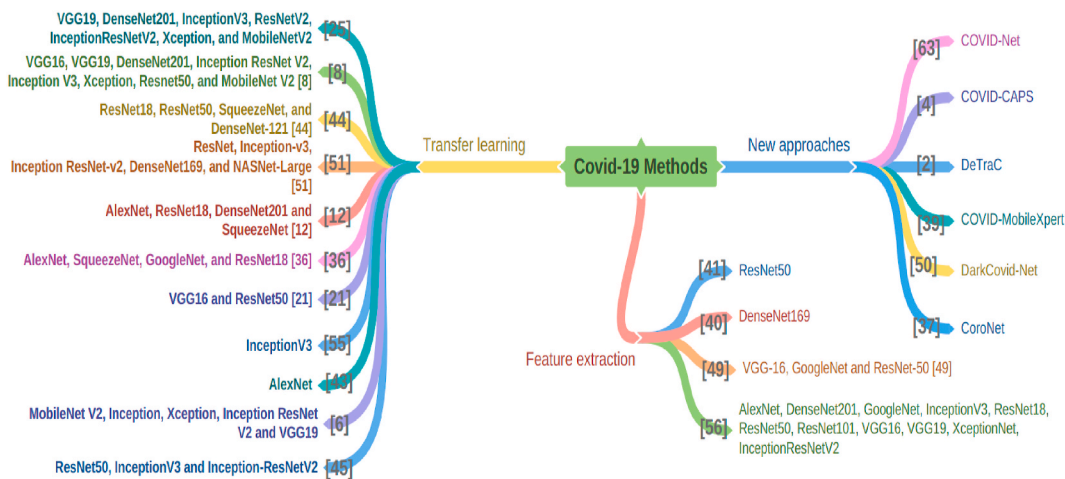 VGG19, DenseNet201, InceptionV3, ResNetV2,
InceptionResNetV2, Xception, and MobileNetV2
[25]
VGG16, VGG19, DenseNet201, Inception ResNet V2,
Inception V3, Xception, Resnet50, and MobileNet V2 [8]
[8]
ResNet18, ResNet50, SqueezeNet, and
DenseNet-121 [44]
[44]
ResNet, Inception-v3,
Inception ResNet-v2, DenseNet169, and NASNet-Large
[51]
[51]
AlexNet, ResNet18, DenseNet201 and
SqueezeNet [12]
[12]
AlexNet, SqueezeNet, GoogleNet, and ResNet18 [36]
[36]
VGG16 and ResNet50 [21]
[21]
InceptionV3
[55]
AlexNet
MobileNet V2, Inception, Xception, Inception ResNet
V2 and VGG19
[6]
ResNet50, InceptionV3 and Inception-ResNetV2
[45]
Transfer learning
Covid-19 Methods
New approaches
[63]
COVID-Net
[4]
COVID-CAPS
[2]
DeTraC
[39]
COVID-MobileXpert
[50]
DarkCovid-Net
[37]
CoroNet
Feature extraction
[41]
ResNet50
[40]
DenseNet169
[49]
VGG-16, GoogleNet and ResNet-50 [49]
[56]
AlexNet, DenseNet201, GoogleNet, InceptionV3, ResNet18,
ResNet50, ResNet101, VGG16, VGG19, XceptionNet,
InceptionResNetV2